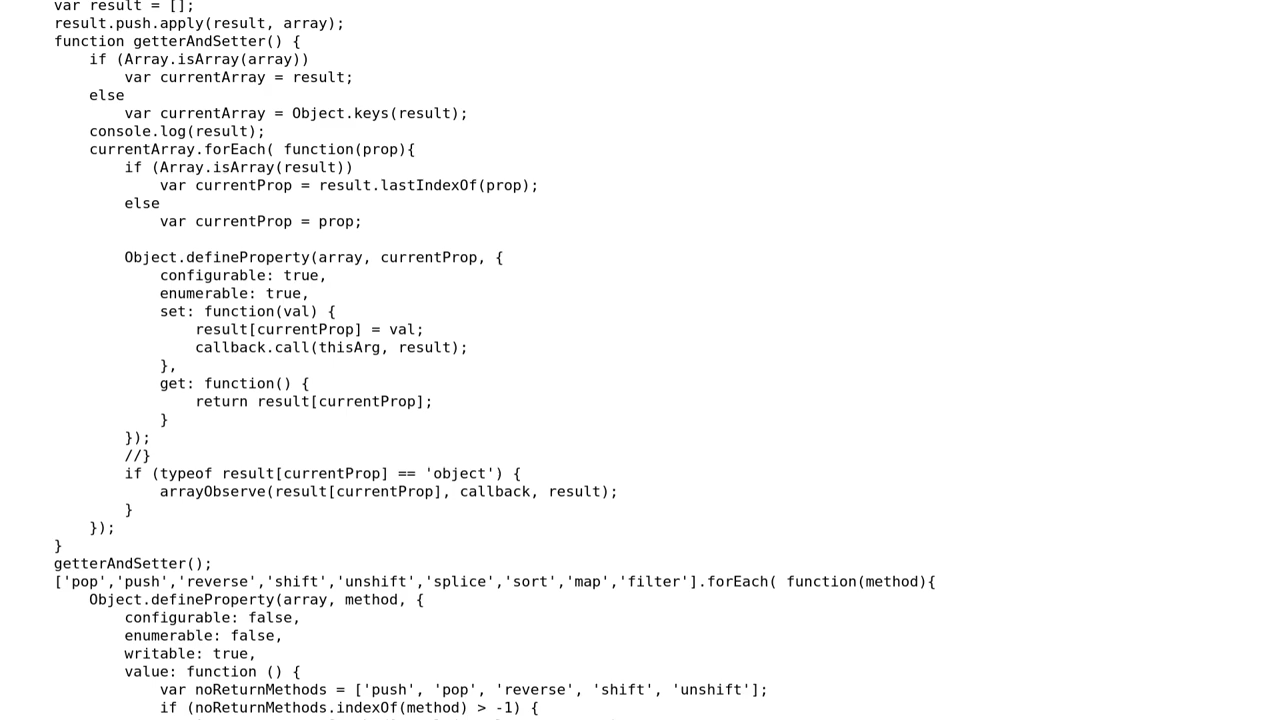 var result = [];
result.push.apply(result, array);
function getterAndSetter() {
if (Array.isArray(array))
var currentArray = result;
else
var currentArray = Object.keys(result);
console.log(result);
currentArray.forEach( function(prop){
if (Array.isArray(result))
var currentProp = result.lastIndexOf(prop);
else
var currentProp = prop;
Object.defineProperty(array, currentProp, {
configurable: true,
enumerable: true,
set: function(val) {
result[currentProp] = val;
callback.call(thisArg, result);
},
get: function() {
return result[currentProp];
}
});
//}
if (typeof result[currentProp] == 'object') {
arrayObserve(result[currentProp], callback, result);
}
});
}
getterAndSetter();
['pop','push','reverse','shift','unshift','splice','sort','map','filter'].forEach( function(method){
Object.defineProperty(array, method, {
configurable: false,
enumerable: false,
writable: true,
value: function () {
var noReturnMethods = ['push', 'pop', 'reverse', 'shift', 'unshift'];
if (noReturnMethods.indexOf(method) > -1) {